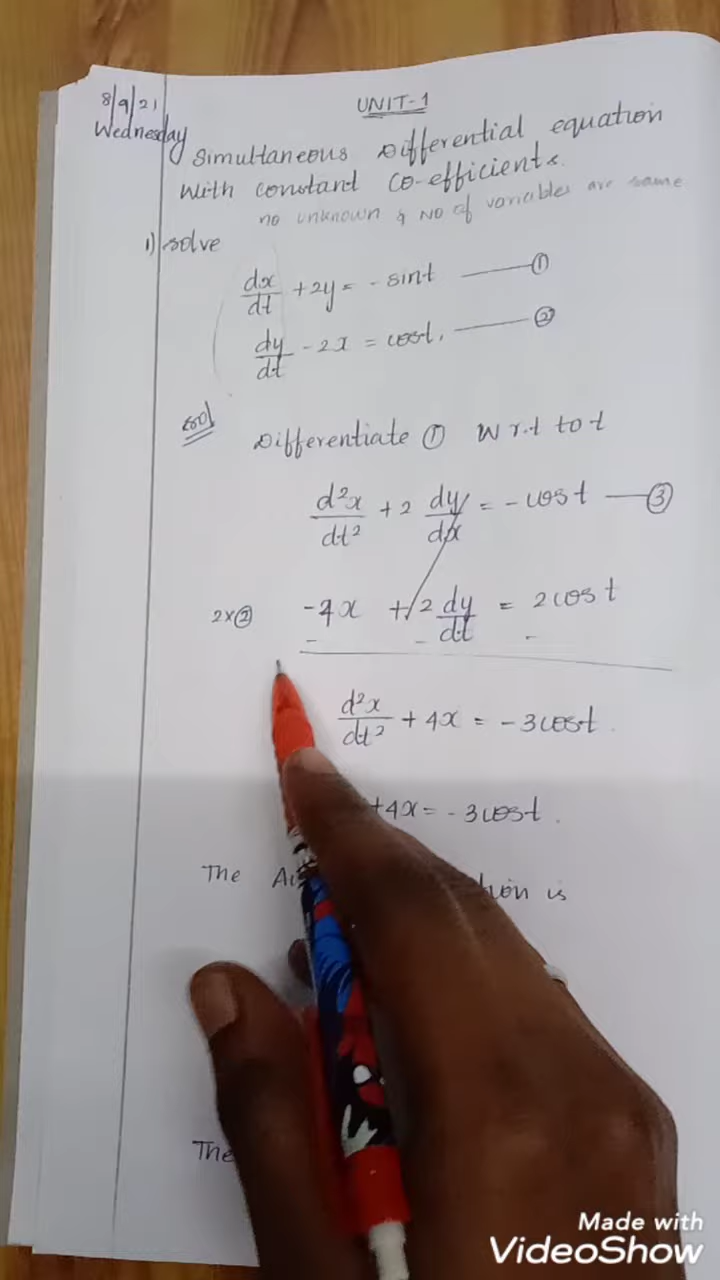 8/9/21
UNIT-1
Wednesday
Simultaneous Differential equation
With constant Co-efficients.
no unknown & No of variables are same
1) solve
dx/dt + 2y = - sint ——①
dy/dt - 2x = cost, ——②
Sol
Differentiate ① w r.t to t
d²x/dt² + 2 dy/dx = - cost ——③
2x② -4x + 2 dy/dt = 2cost
- - -
d²x/dt² + 4x = -3cost.
+4x = -3cost.
The is
The
Made with
VideoShow